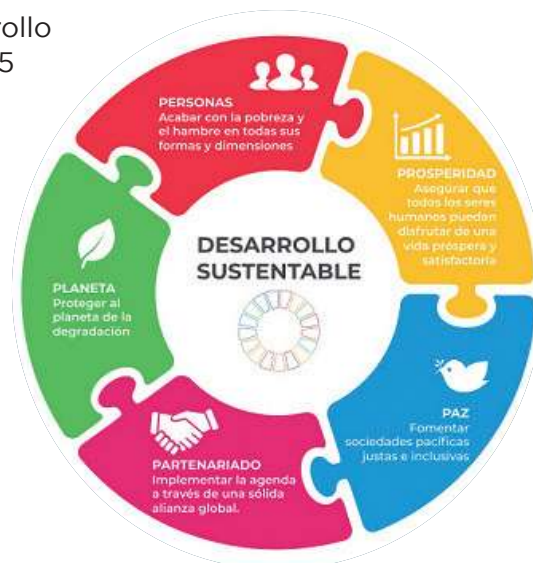 rollo
5
PERSONAS
Acabar con la pobreza y
el hambre en todas sus
formas y dimensiones
PROSPERIDAD
Asegurar que
todos los seres
humanos puedan
disfrutar de una
vida próspera y
satisfactoria
DESARROLLO
SUSTENTABLE
PLANETA
Proteger al
planeta de la
degradación
PAZ
Fomentar
sociedades pacíficas
justas e inclusivas
PARTENARIADO
Implementar la agenda
a través de una sólida
alianza global.